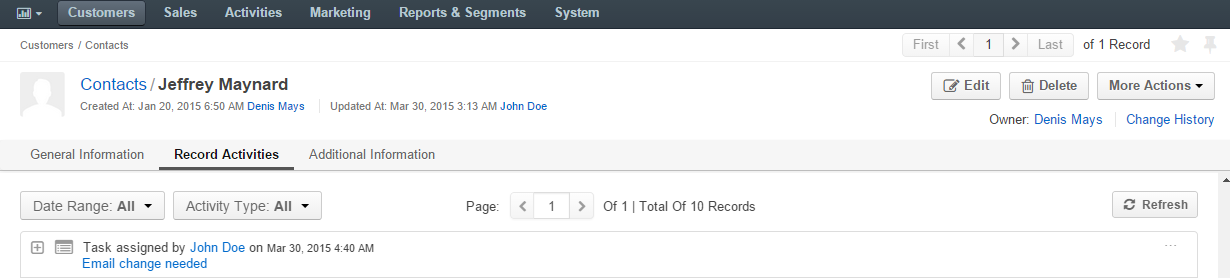 Customers Sales Activities Marketing Reports & Segments System
Customers / Contacts First 1 Last of 1 Record
Contacts / Jeffrey Maynard Edit Delete More Actions
Created At: Jan 20, 2015 6:50 AM Denis Mays Updated At: Mar 30, 2015 3:13 AM John Doe
Owner: Denis Mays Change History
General Information Record Activities Additional Information
Date Range: All Activity Type: All Page: 1 Of 1 | Total Of 10 Records Refresh
Task assigned by John Doe on Mar 30, 2015 4:40 AM ...
Email change needed